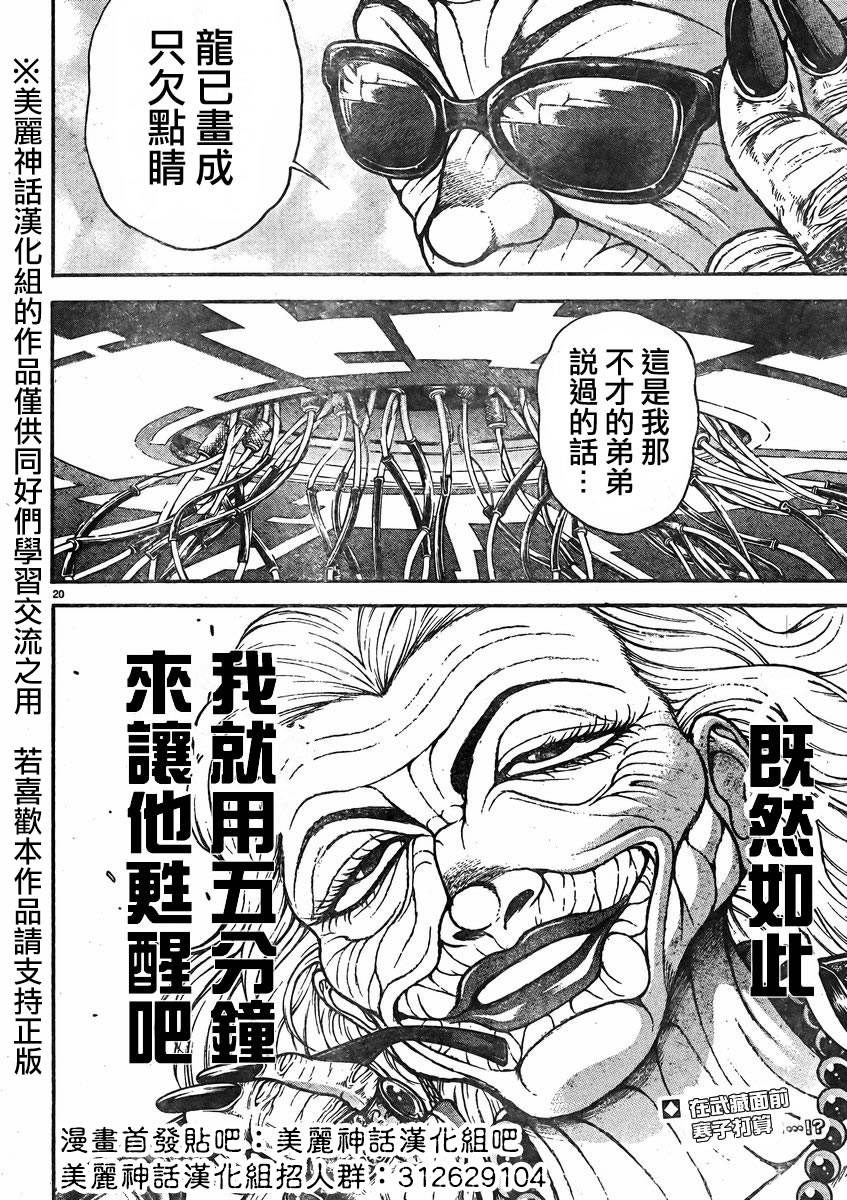 龍已畫成
只欠點睛
這是我那
不才的弟弟
説過的話…
20
既然如此
我就用五分鐘
來讓他甦醒吧
在武藏面前
寒子打算…!?
漫畫首發貼吧：美麗神話漢化組吧
美麗神話漢化組招人群：312629104
※美麗神話漢化組的作品僅供同好們學習交流之用 若喜歡本作品請支持正版